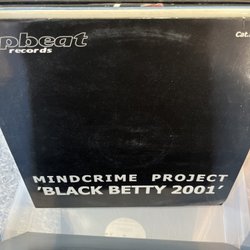 pbeat
records
Cat.
MINDCRIME PROJECT
'BLACK BETTY 2001'